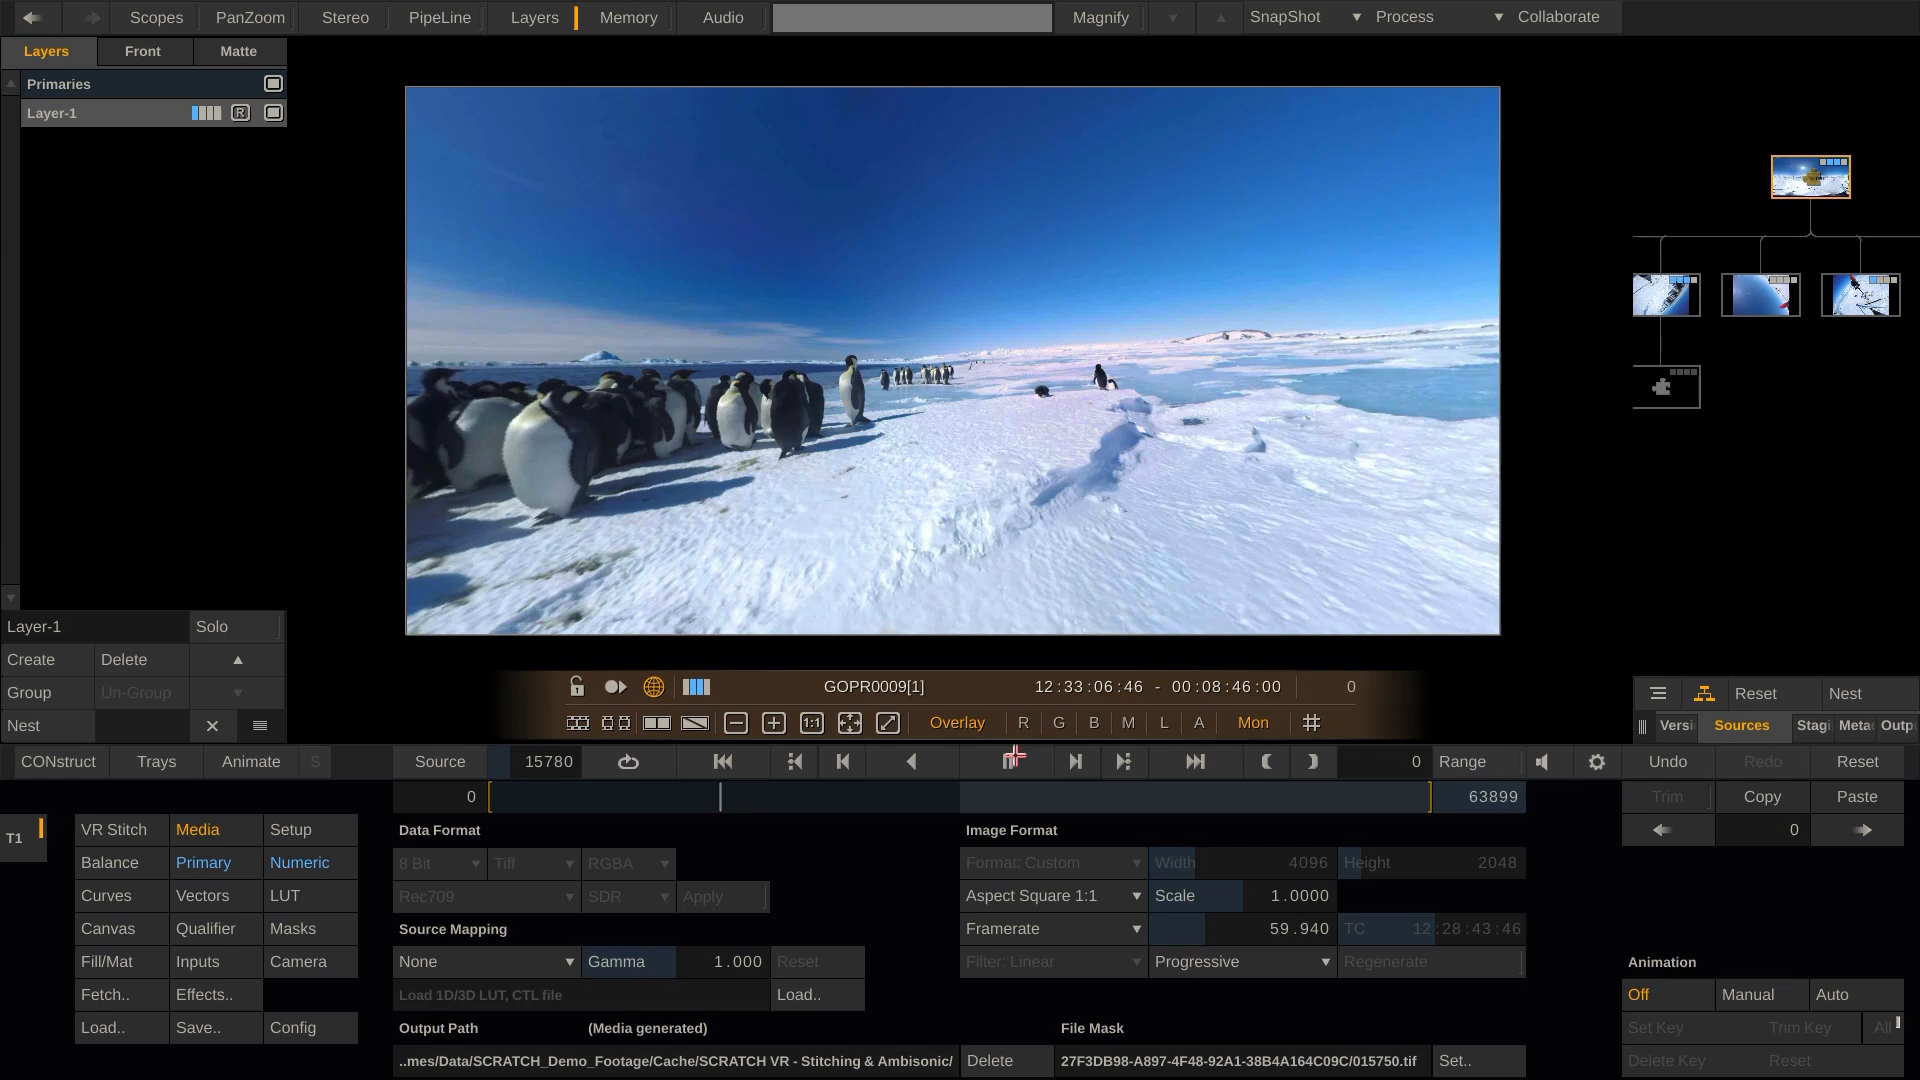 Scopes PanZoom Stereo PipeLine Layers Memory Audio Magnify SnapShot Process Collaborate
Layers Front Matte
Primaries
Layer-1 R
Layer-1 Solo
Create Delete
Group Un-Group
Nest
GOPR0009[1] 12:33:06:46 - 00:08:46:00 0
1:1 Overlay R G B M L A Mon
Reset Nest
Versi Sources Stagi Meta Outp
CONstruct Trays Animate S Source 15780 0 Range Undo Redo Reset
0 63899 Trim Copy Paste
0
T1
VR Stitch Media Setup
Balance Primary Numeric
Curves Vectors LUT
Canvas Qualifier Masks
Fill/Mat Inputs Camera
Fetch.. Effects..
Load.. Save.. Config
Data Format
8 Bit Tiff RGBA
Rec709 SDR Apply
Source Mapping
None Gamma 1.000 Reset
Load 1D/3D LUT, CTL file Load..
Output Path (Media generated) File Mask
..mes/Data/SCRATCH_Demo_Footage/Cache/SCRATCH VR - Stitching & Ambisonic/ Delete 27F3DB98-A897-4F48-92A1-38B4A164C09C/015750.tif Set..
Image Format
Format: Custom Width 4096 Height 2048
Aspect Square 1:1 Scale 1.0000
Framerate 59.940 TC 12:28:43:46
Filter: Linear Progressive Regenerate
Animation
Off Manual Auto
Set Key Trim Key All
Delete Key Reset